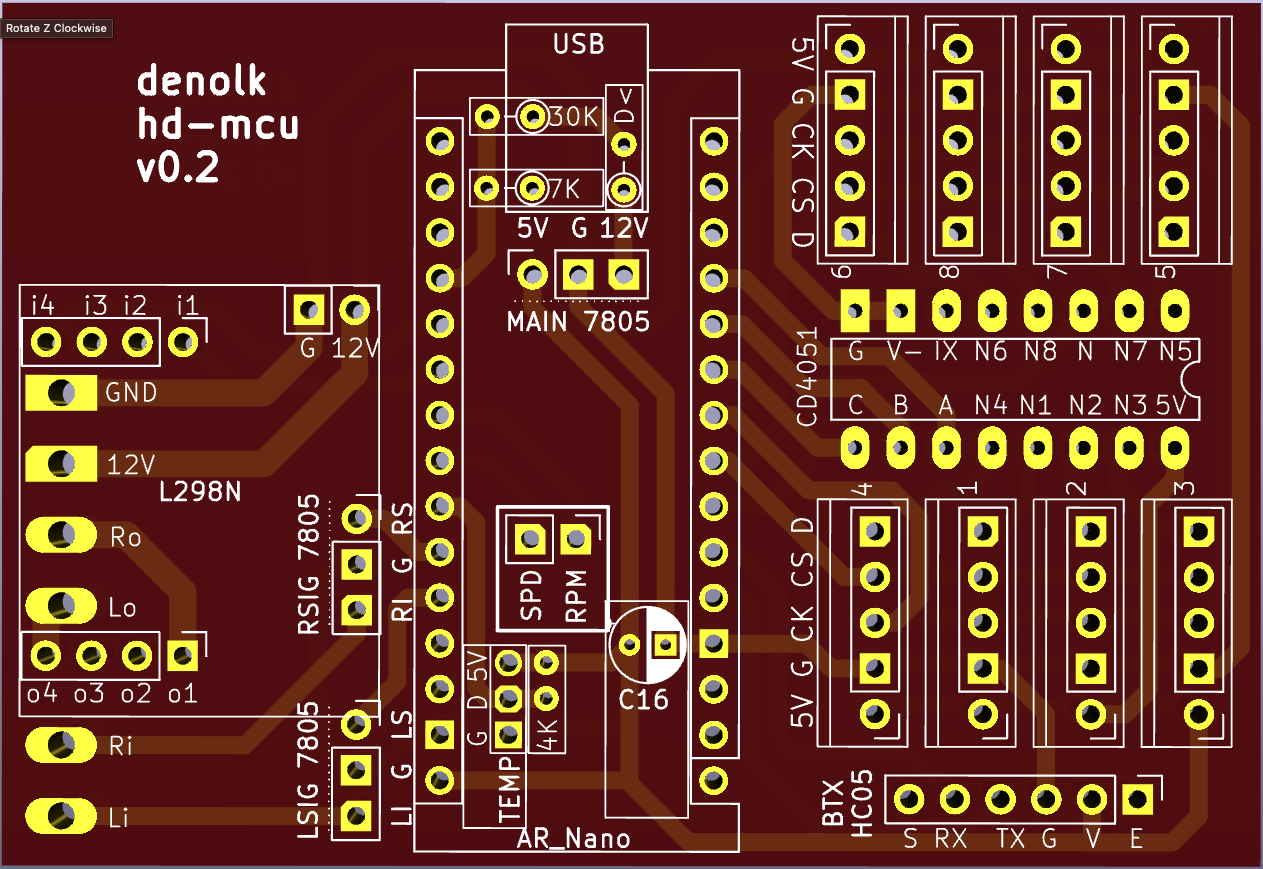 Rotate Z Clockwise
denolk
hd-mcu
v0.2
USB
30K
V
D
7K
5V G 12V
MAIN 7805
5V G CK CS D
6
8
7
5
i4 i3 i2 i1
G 12V
GND
12V
L298N
Ro
Lo
o4 o3 o2 o1
Ri
Li
RSIG 7805
RI G RS
LSIG 7805
LI G LS
SPD
RPM
C16
G D 5V
4K
TEMP
AR_Nano
CD4051
G V- IX N6 N8 N N7 N5
C B A N4 N1 N2 N3 5V
4
1
2
3
5V G CK CS D
BTX
HC05
S RX TX G V E